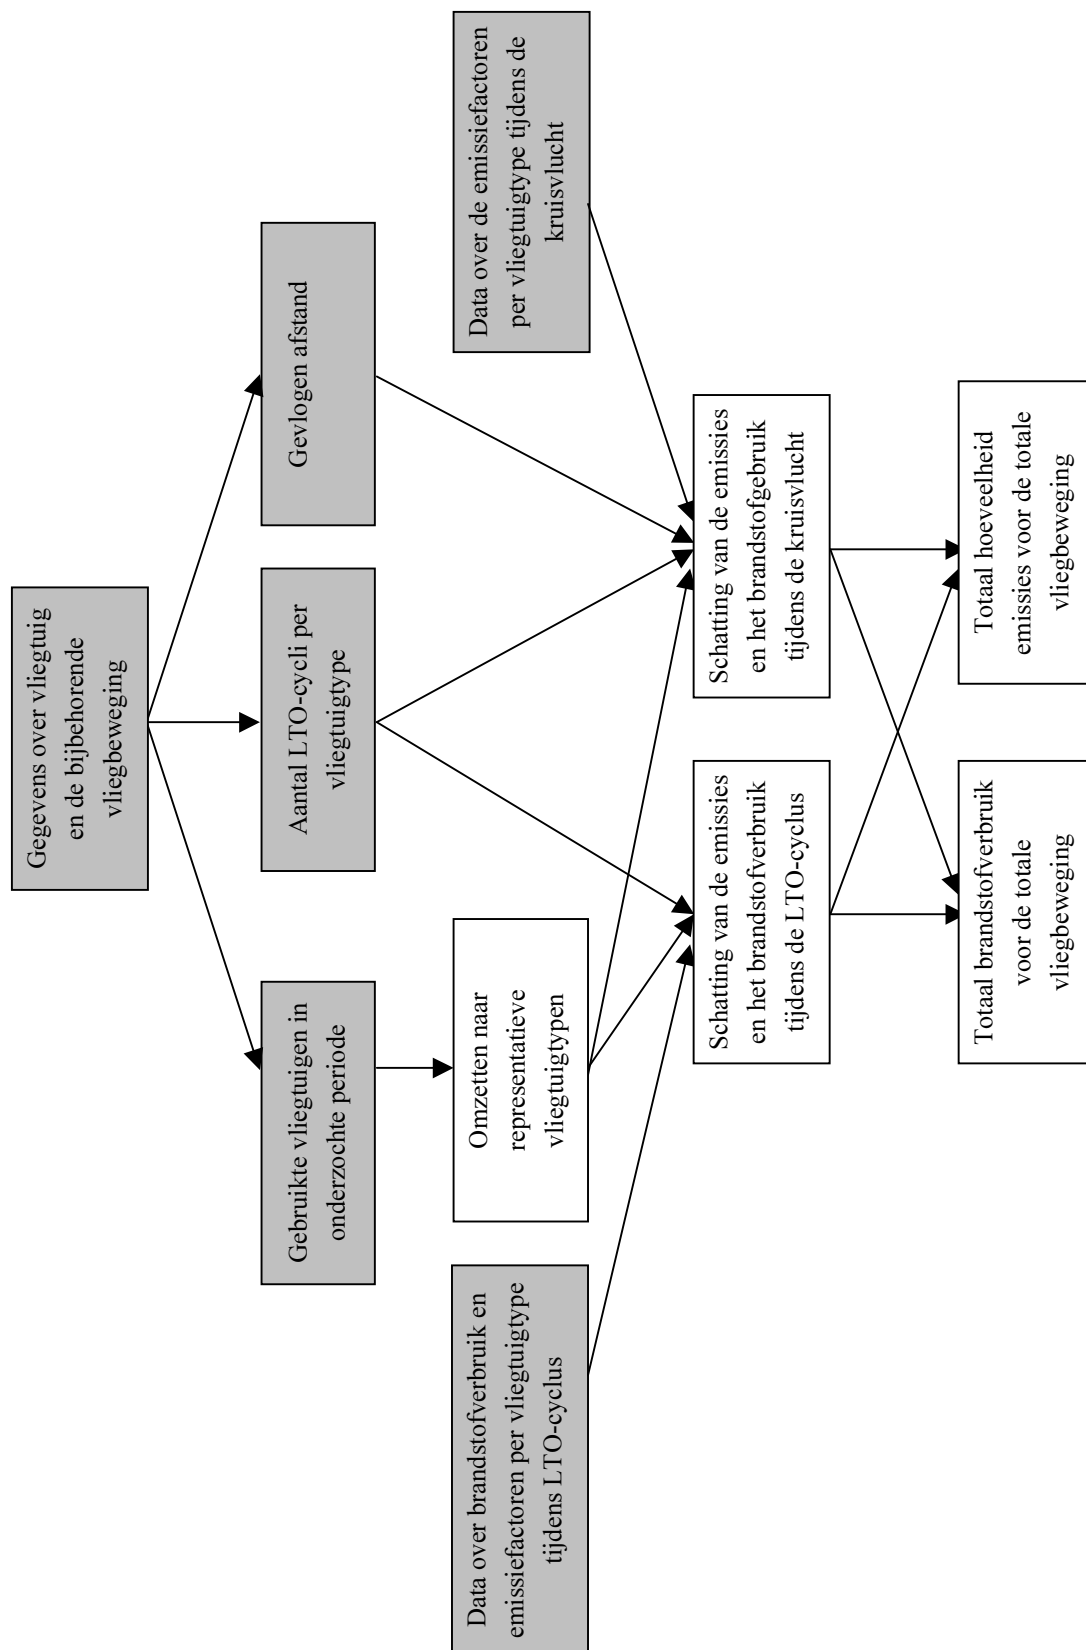 Gegevens over vliegtuig
en de bijbehorende
vliegbeweging
Gebruikte vliegtuigen in
onderzochte periode
Aantal LTO-cycli per
vliegtuigtype
Gevlogen afstand
Data over brandstofverbruik en
emissiefactoren per vliegtuigtype
tijdens LTO-cyclus
Omzetten naar
representatieve
vliegtuigtypen
Data over de emissiefactoren
per vliegtuigtype tijdens de
kruisvlucht
Schatting van de emissies
en het brandstofverbruik
tijdens de LTO-cyclus
Schatting van de emissies
en het brandstofgebruik
tijdens de kruisvlucht
Totaal brandstofverbruik
voor de totale
vliegbeweging
Totaal hoeveelheid
emissies voor de totale
vliegbeweging